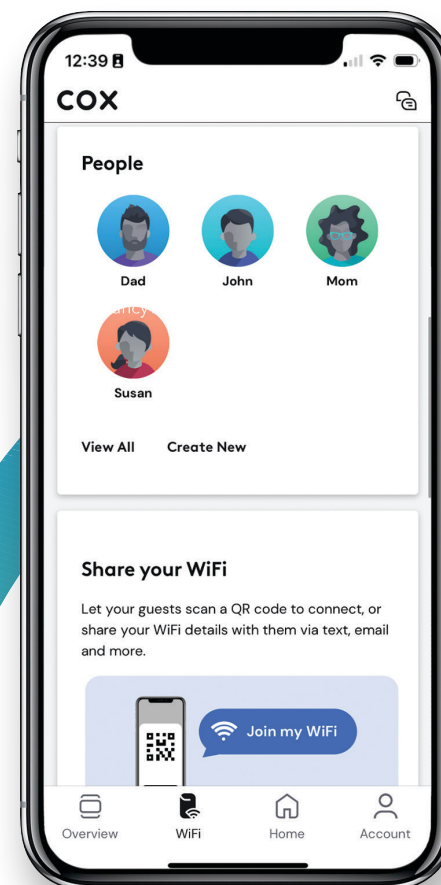 12:39
COX
People
Dad John Mom
ancy
Susan
View All Create New
Share your WiFi
Let your guests scan a QR code to connect, or
share your WiFi details with them via text, email
and more.
Join my WiFi
Overview WiFi Home Account